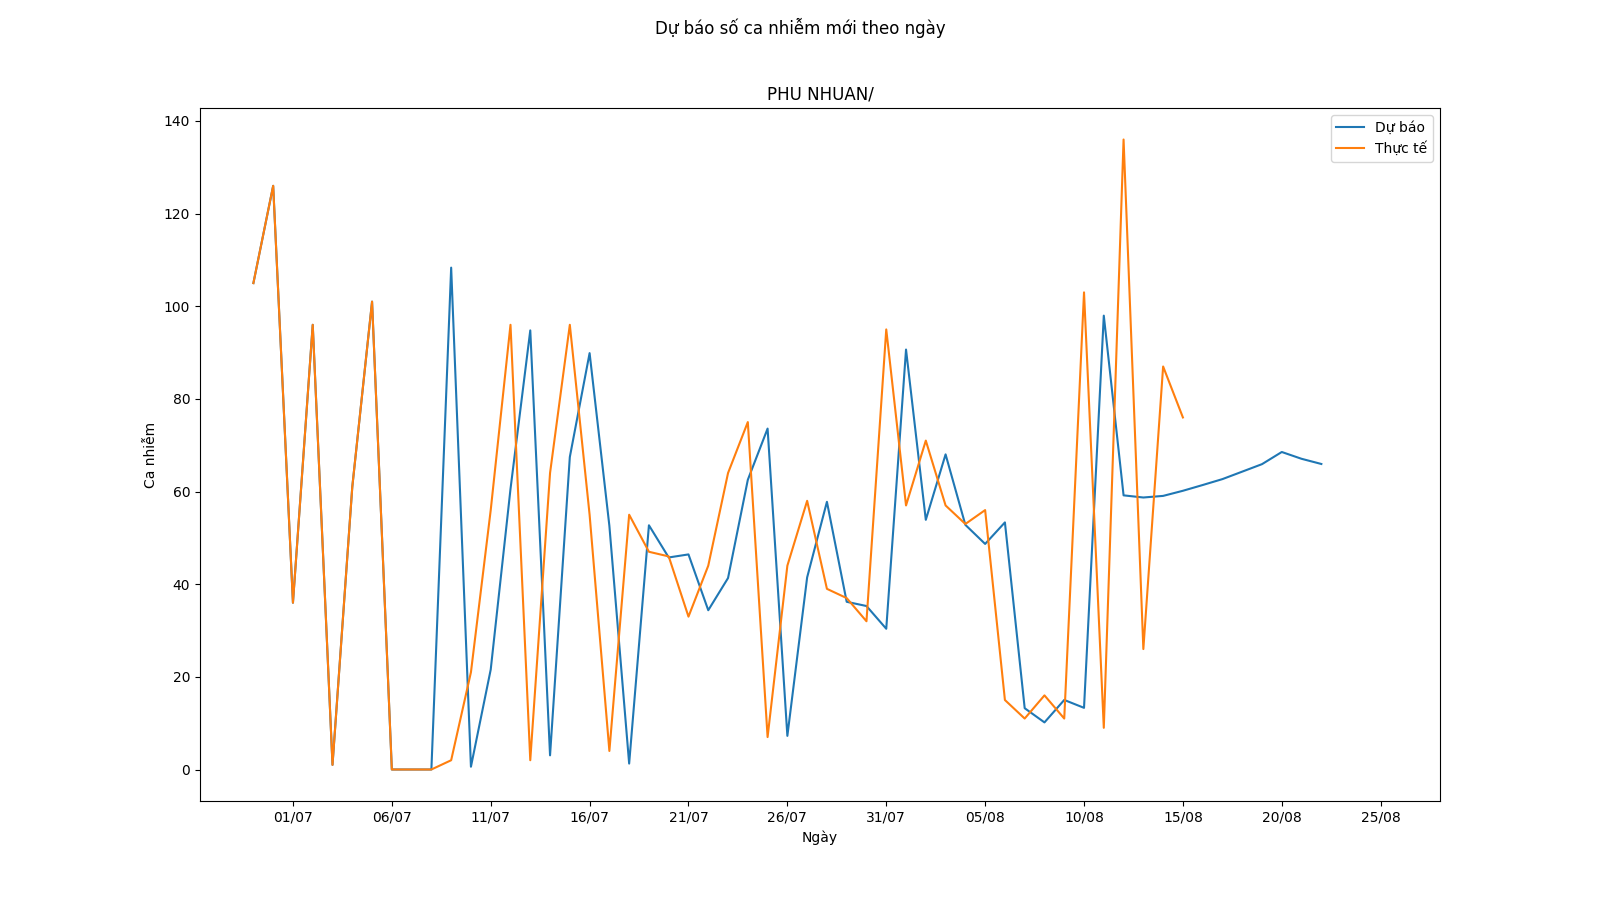 Dự báo số ca nhiễm mới theo ngày
PHU NHUAN/
Dự báo
Thực tế
140
120
100
80
60
40
20
0
Ca nhiễm
01/07 06/07 11/07 16/07 21/07 26/07 31/07 05/08 10/08 15/08 20/08 25/08
Ngày